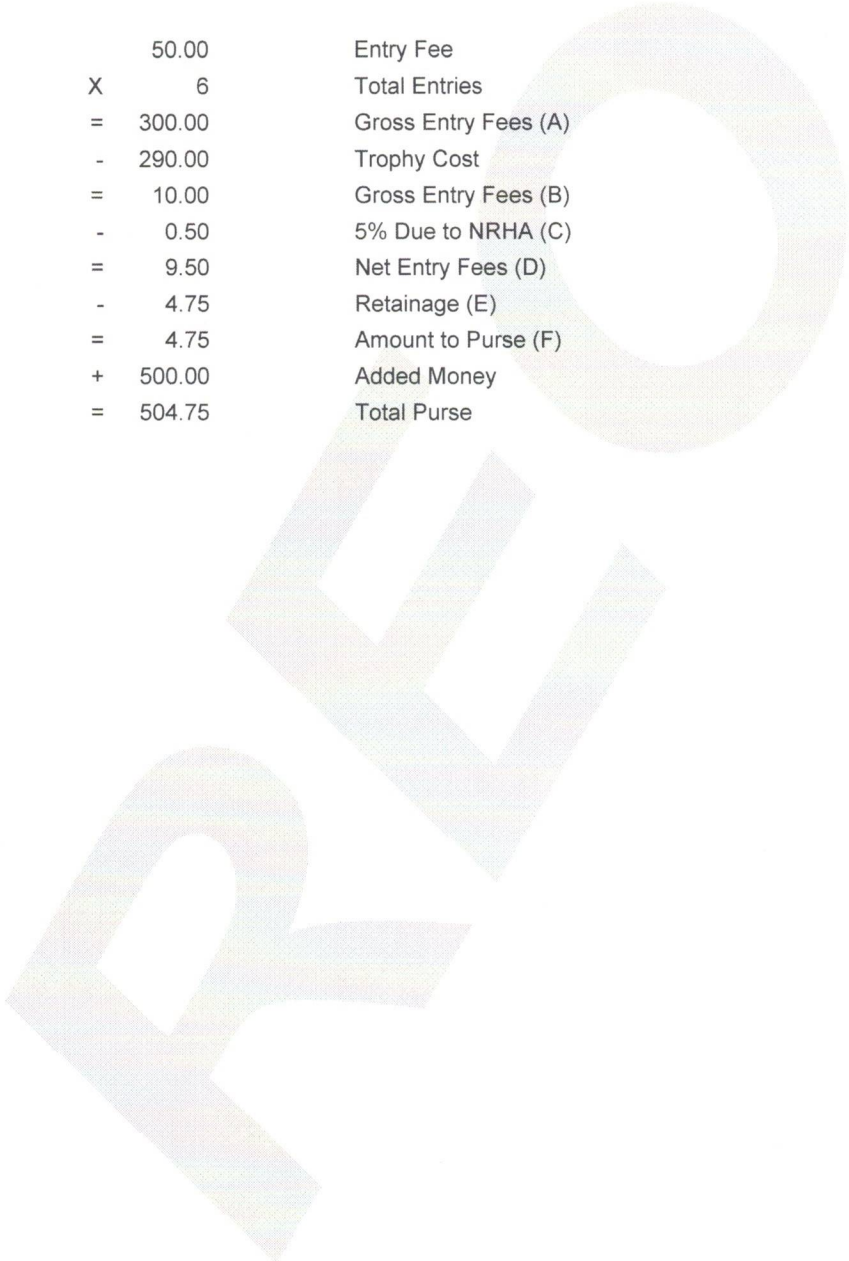 50.00 Entry Fee
X 6 Total Entries
= 300.00 Gross Entry Fees (A)
- 290.00 Trophy Cost
= 10.00 Gross Entry Fees (B)
- 0.50 5% Due to NRHA (C)
= 9.50 Net Entry Fees (D)
- 4.75 Retainage (E)
= 4.75 Amount to Purse (F)
+ 500.00 Added Money
= 504.75 Total Purse
REO